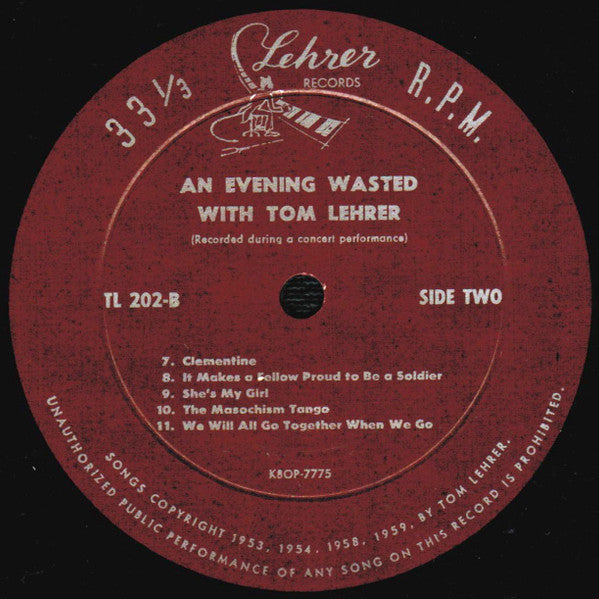 Lehrer
RECORDS
33 1/3
R.P.M.
AN EVENING WASTED
WITH TOM LEHRER
(Recorded during a concert performance)
TL 202-B
SIDE TWO
7. Clementine
8. It Makes a Fellow Proud to Be a Soldier
9. She's My Girl
10. The Masochism Tango
11. We Will All Go Together When We Go
K8OP-7775
SONGS COPYRIGHT 1953, 1954, 1958, 1959, BY TOM LEHRER.
UNAUTHORIZED PUBLIC PERFORMANCE OF ANY SONG ON THIS RECORD IS PROHIBITED.